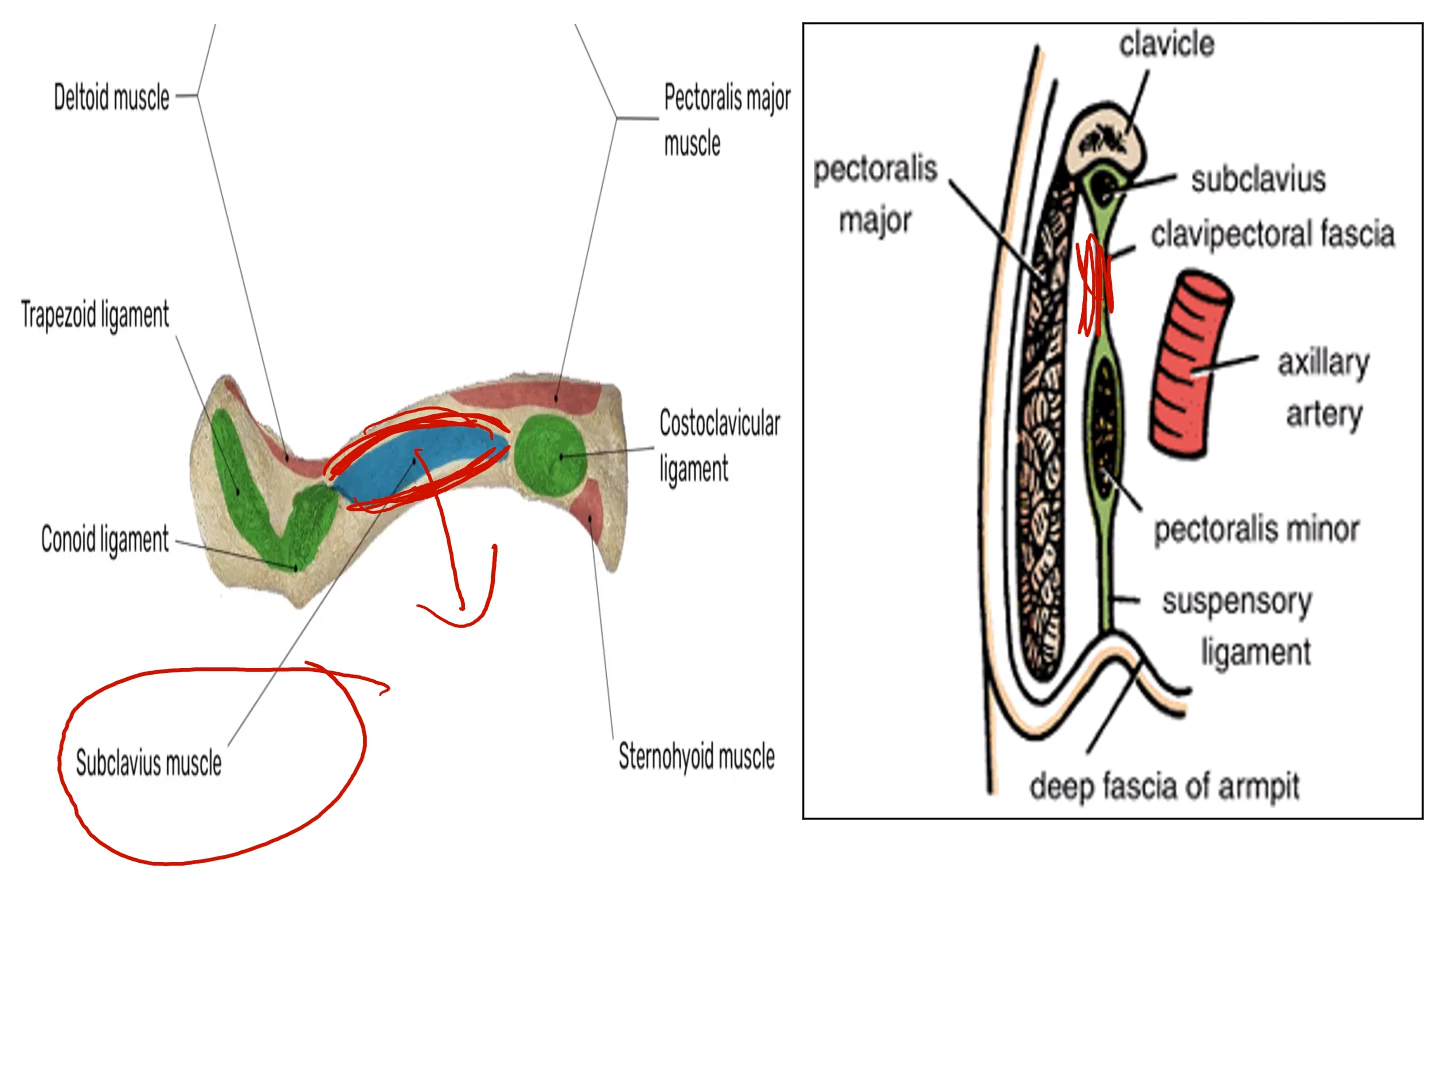 Deltoid muscle
Pectoralis major
muscle
Trapezoid ligament
Costoclavicular
ligament
Conoid ligament
Subclavius muscle
Sternohyoid muscle
clavicle
pectoralis
major
subclavius
clavipectoral fascia
axillary
artery
pectoralis minor
suspensory
ligament
deep fascia of armpit